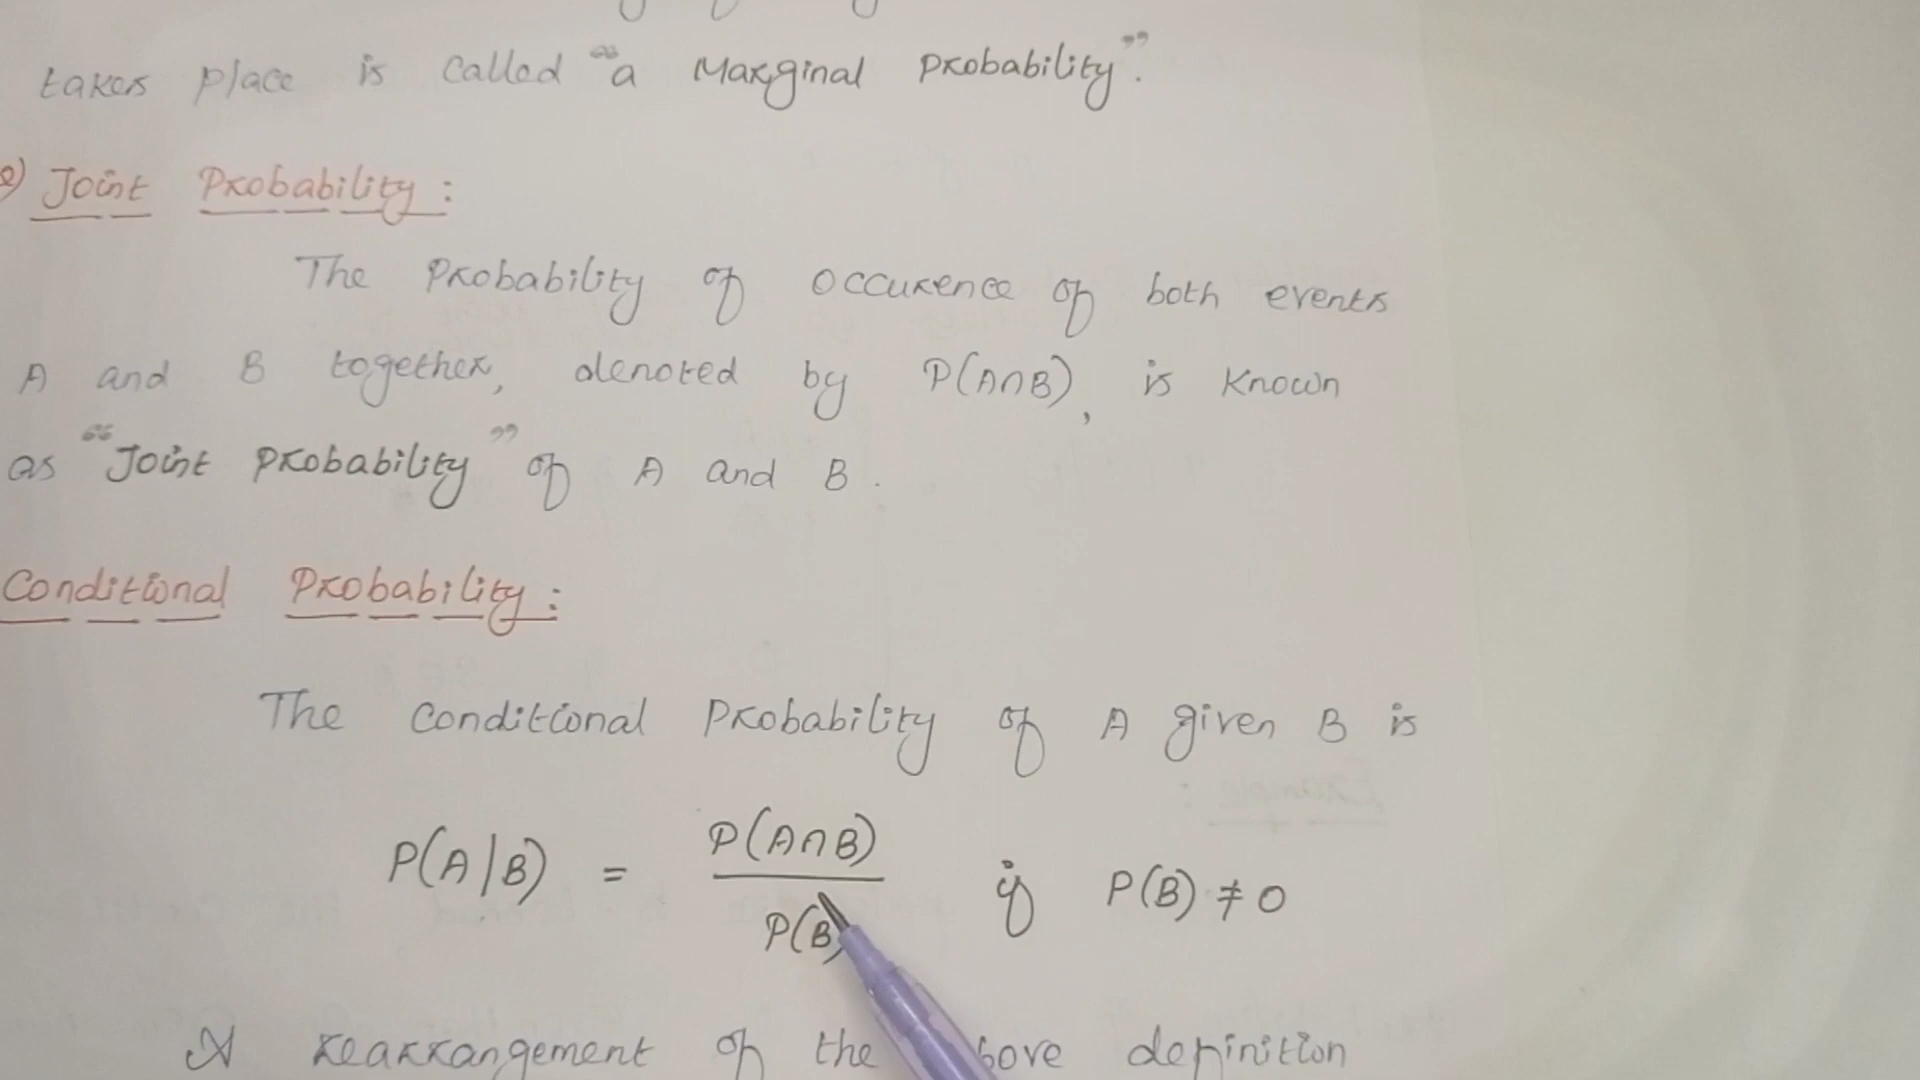 takes place is called "a Marginal Probability".
2) Joint Probability:
The Probability of occurence of both events
A and B together, denoted by P(A∩B), is known
as "Joint Probability" of A and B.
Conditional Probability:
The conditional Probability of A given B is
P(A|B) = P(A∩B) / P(B) if P(B) ≠ 0
A rearrangement of the above definition